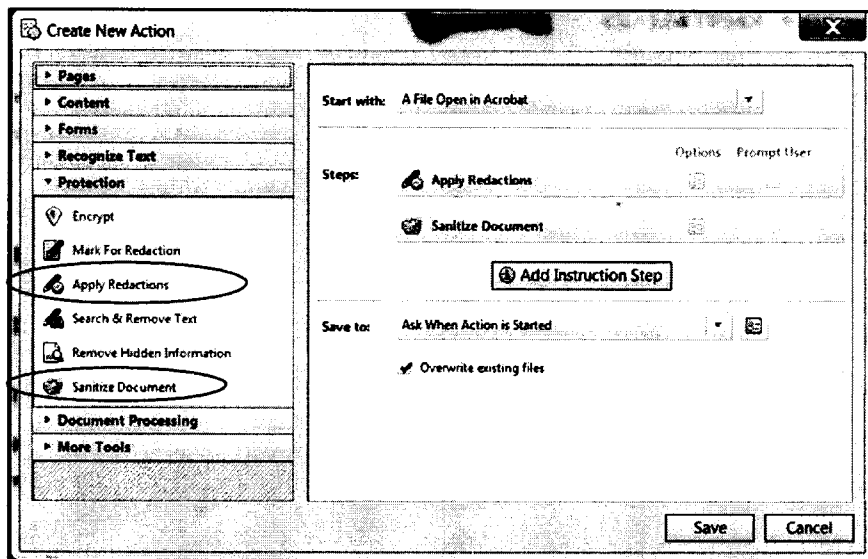 Create New Action
Pages
Content
Forms
Recognize Text
Protection
Encrypt
Mark For Redaction
Apply Redactions
Search & Remove Text
Remove Hidden Information
Sanitize Document
Document Processing
More Tools
Start with: A File Open in Acrobat
Options Prompt User
Steps: Apply Redactions
Sanitize Document
Add Instruction Step
Save to: Ask When Action is Started
Overwrite existing files
Save Cancel